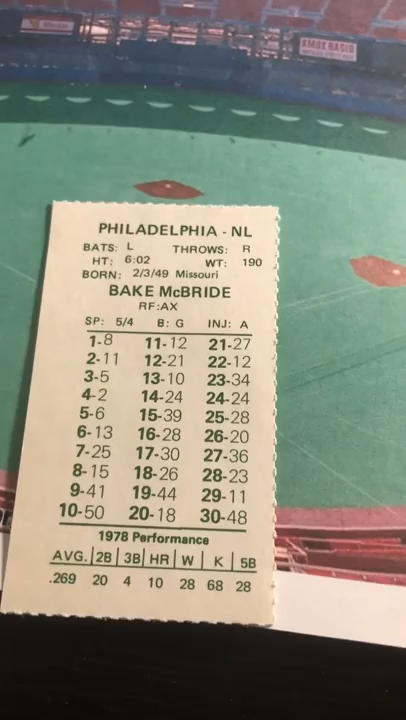 KMOX RADIO
PHILADELPHIA - NL
BATS: L THROWS: R
HT: 6:02 WT: 190
BORN: 2/3/49 Missouri
BAKE McBRIDE
RF:AX
SP: 5/4 B: G INJ: A
1-8 11-12 21-27
2-11 12-21 22-12
3-5 13-10 23-34
4-2 14-24 24-24
5-6 15-39 25-28
6-13 16-28 26-20
7-25 17-30 27-36
8-15 18-26 28-23
9-41 19-44 29-11
10-50 20-18 30-48
1978 Performance
AVG. 2B 3B HR W K 5B
.269 20 4 10 28 68 28